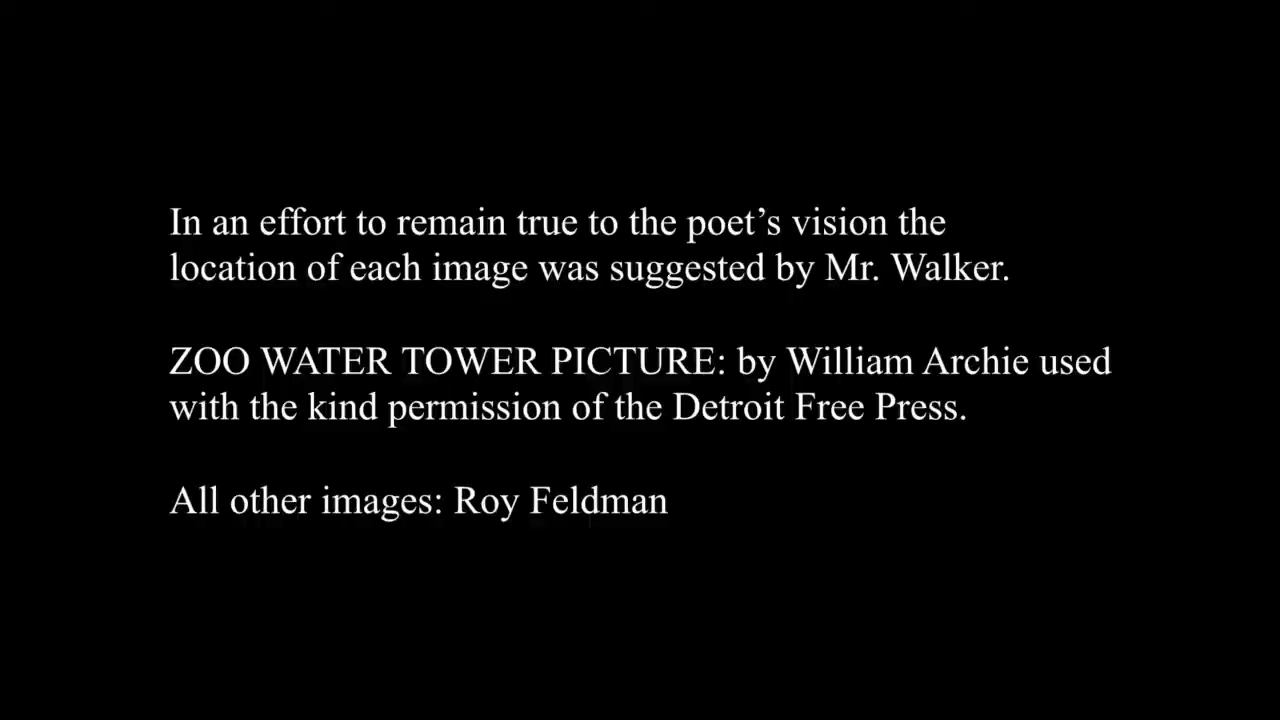 In an effort to remain true to the poet’s vision the
location of each image was suggested by Mr. Walker.
ZOO WATER TOWER PICTURE: by William Archie used
with the kind permission of the Detroit Free Press.
All other images: Roy Feldman